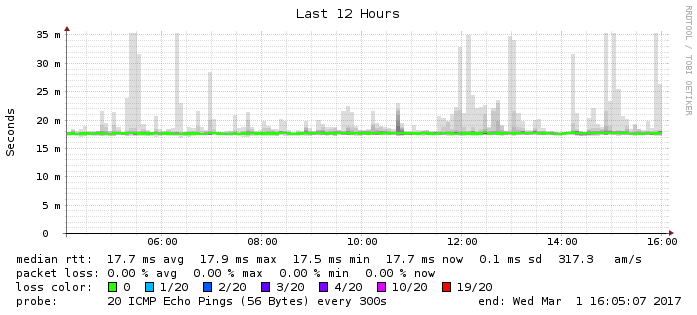 Last 12 Hours
RRDTOOL / TOBI OETIKER
Seconds
35 m
30 m
25 m
20 m
15 m
10 m
5 m
0
06:00 08:00 10:00 12:00 14:00 16:00
median rtt: 17.7 ms avg 17.9 ms max 17.5 ms min 17.7 ms now 0.1 ms sd 317.3 am/s
packet loss: 0.00 % avg 0.00 % max 0.00 % min 0.00 % now
loss color: 0 1/20 2/20 3/20 4/20 10/20 19/20
probe: 20 ICMP Echo Pings (56 Bytes) every 300s end: Wed Mar 1 16:05:07 2017